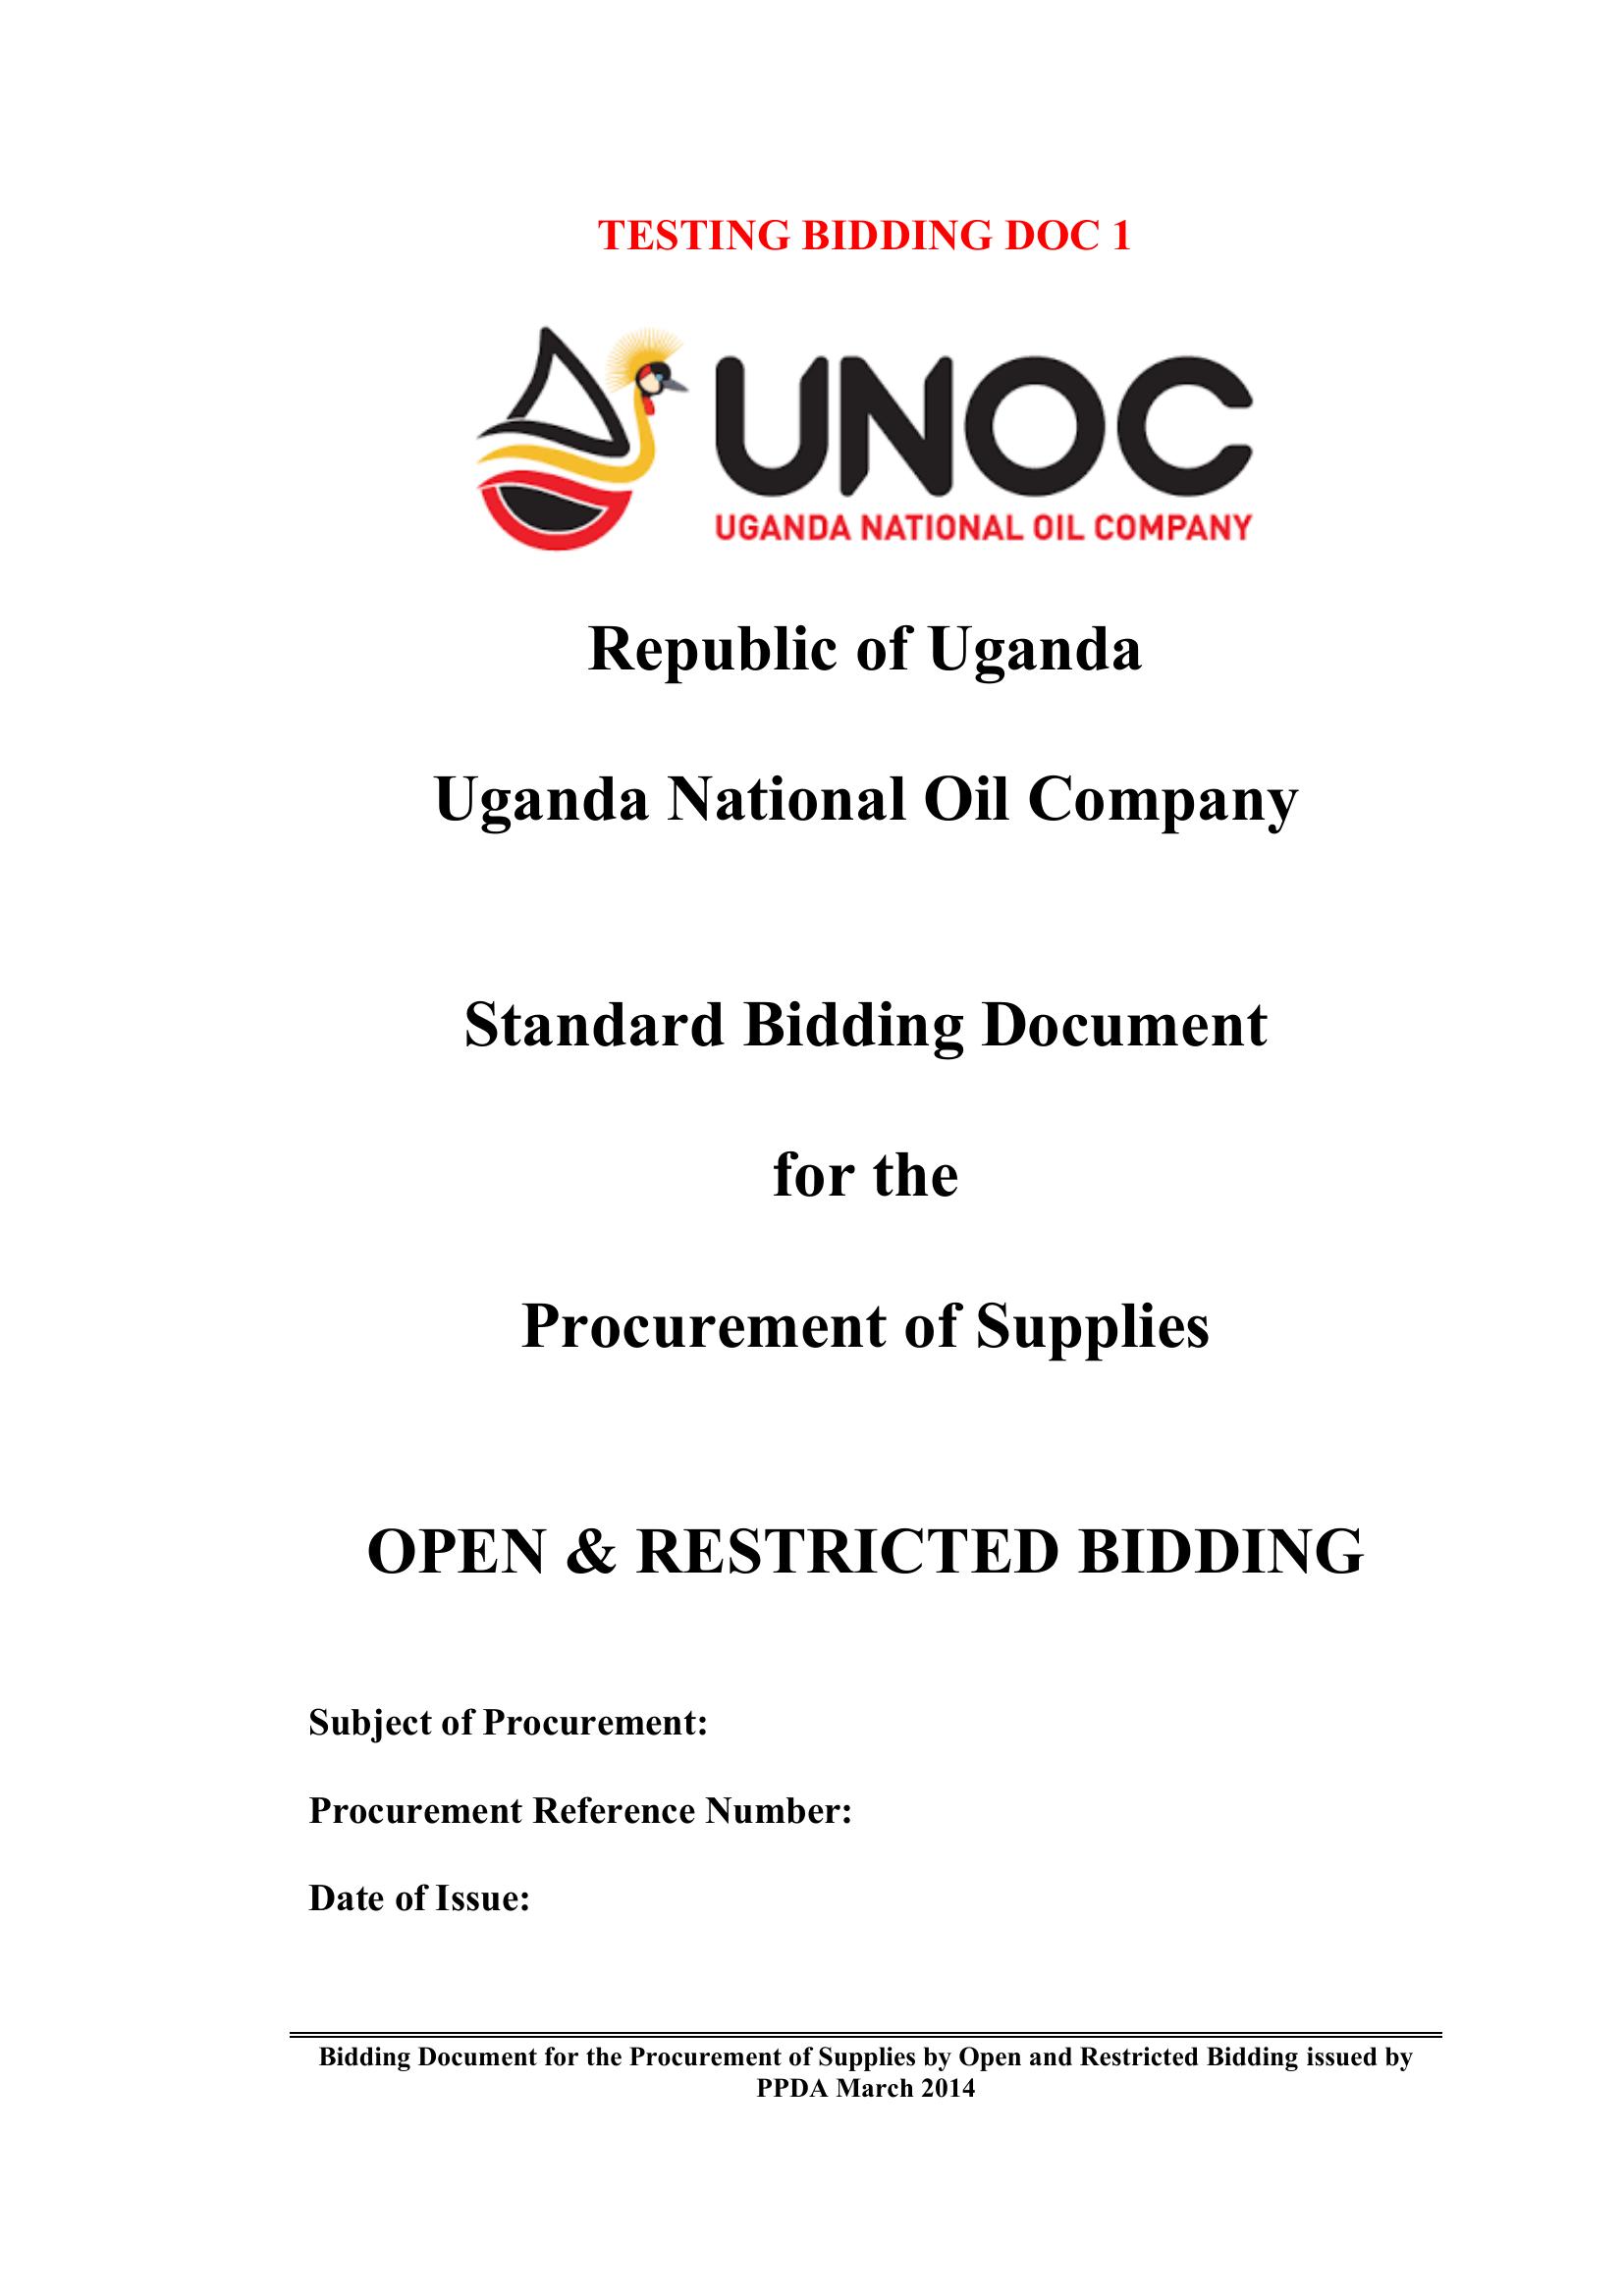 TESTING BIDDING DOC 1
UNOC
UGANDA NATIONAL OIL COMPANY
Republic of Uganda
Uganda National Oil Company
Standard Bidding Document
for the
Procurement of Supplies
OPEN & RESTRICTED BIDDING
Subject of Procurement:
Procurement Reference Number:
Date of Issue:
Bidding Document for the Procurement of Supplies by Open and Restricted Bidding issued by
PPDA March 2014